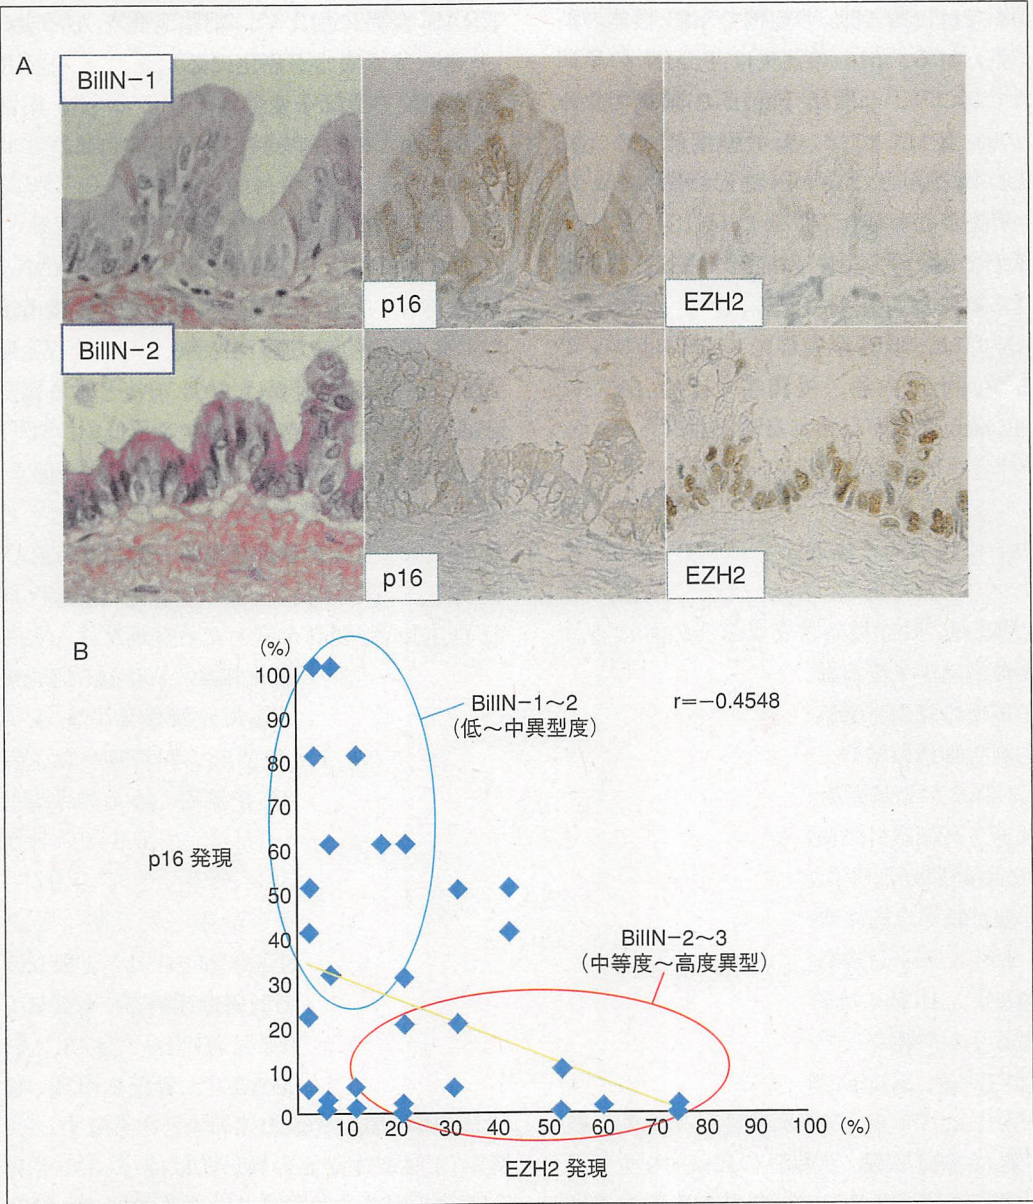 A
BilIN−1
p16
EZH2
BilIN−2
p16
EZH2
B
(%)
100
90
80
70
60
50
40
30
20
10
0
p16 発現
BilIN−1～2
(低～中異型度)
r=−0.4548
BilIN−2～3
(中等度～高度異型)
10 20 30 40 50 60 70 80 90 100 (%)
EZH2 発現